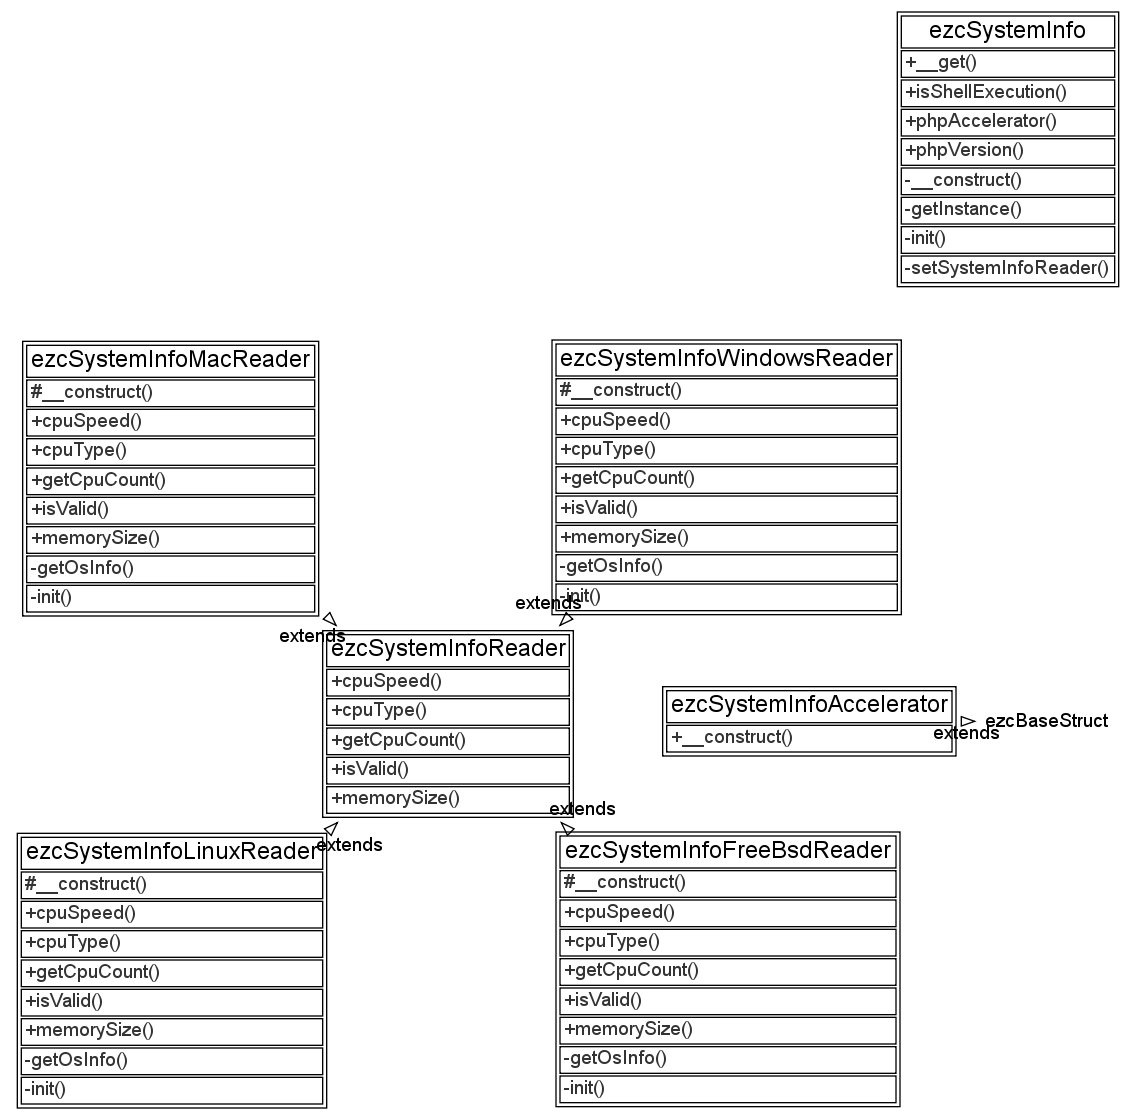 ezcSystemInfo
+__get()
+isShellExecution()
+phpAccelerator()
+phpVersion()
-__construct()
-getInstance()
-init()
-setSystemInfoReader()
ezcSystemInfoMacReader
#__construct()
+cpuSpeed()
+cpuType()
+getCpuCount()
+isValid()
+memorySize()
-getOsInfo()
-init()
extends
ezcSystemInfoWindowsReader
#__construct()
+cpuSpeed()
+cpuType()
+getCpuCount()
+isValid()
+memorySize()
-getOsInfo()
-init()
extends
ezcSystemInfoReader
+cpuSpeed()
+cpuType()
+getCpuCount()
+isValid()
+memorySize()
ezcSystemInfoAccelerator
+__construct()
extends
ezcBaseStruct
extends
ezcSystemInfoLinuxReader
#__construct()
+cpuSpeed()
+cpuType()
+getCpuCount()
+isValid()
+memorySize()
-getOsInfo()
-init()
extends
ezcSystemInfoFreeBsdReader
#__construct()
+cpuSpeed()
+cpuType()
+getCpuCount()
+isValid()
+memorySize()
-getOsInfo()
-init()